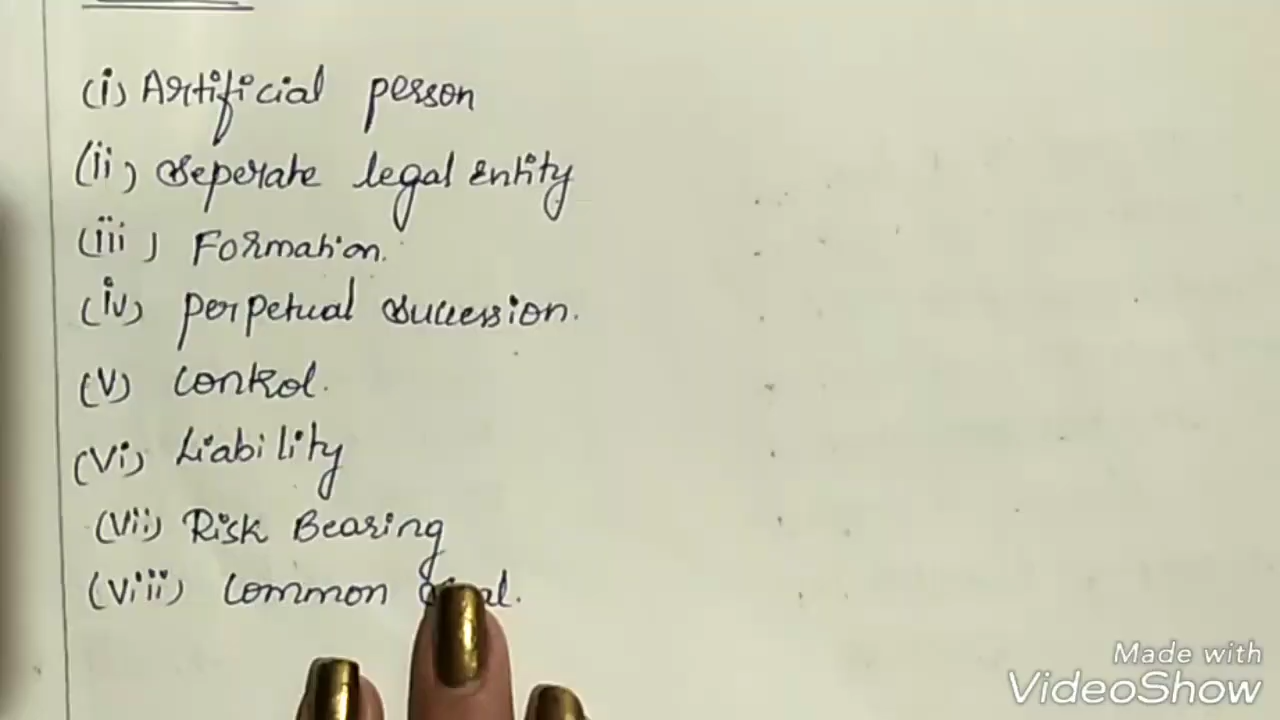 (i) Artificial person
(ii) Seperate legal entity
(iii) Formation.
(iv) perpetual succession.
(v) control.
(vi) Liability
(vii) Risk Bearing
(viii) common
Made with
VideoShow